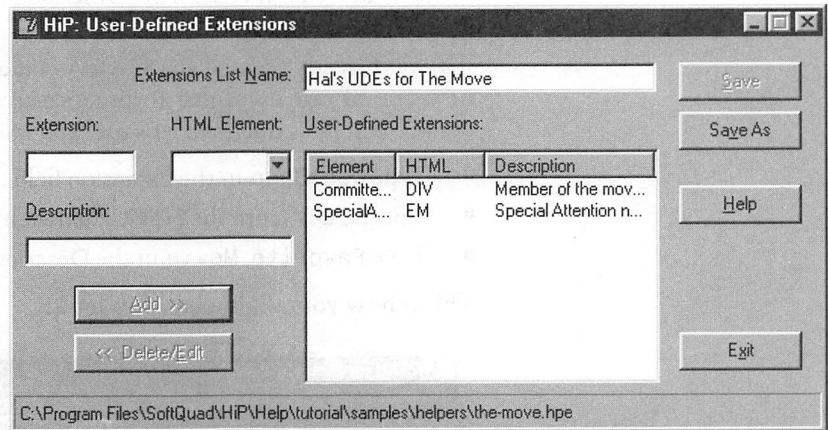 HiP: User-Defined Extensions
Extensions List Name: Hal's UDEs for The Move
Save
Extension: HTML Element: User-Defined Extensions:
Save As
Element HTML Description
Committe... DIV Member of the mov...
SpecialA... EM Special Attention n...
Description:
Help
Add >>
<< Delete/Edit
Exit
C:\Program Files\SoftQuad\HiP\Help\tutorial\samples\helpers\the-move.hpe